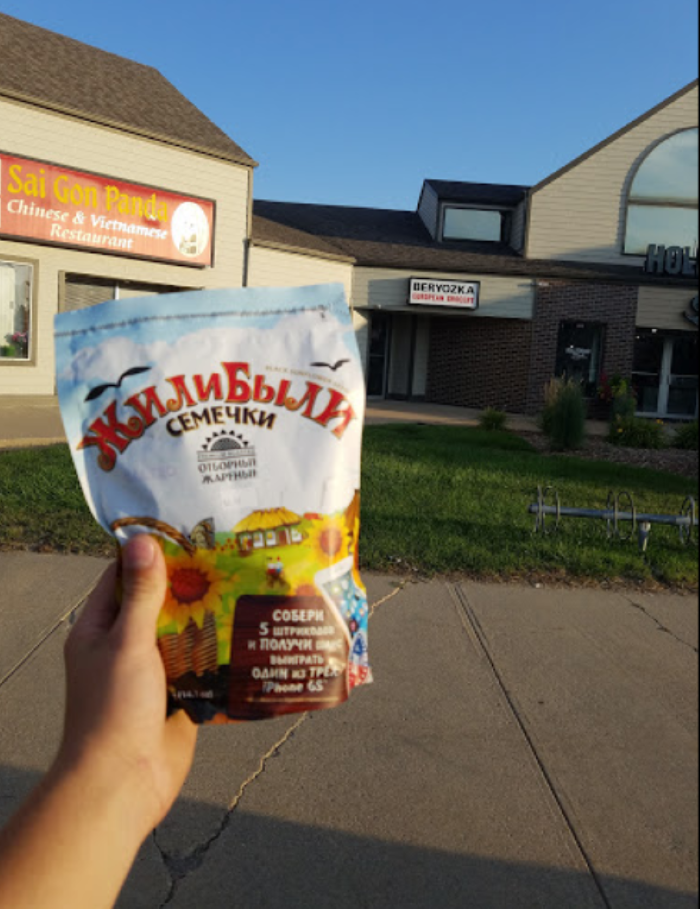 Sai Gon Panda
Chinese & Vietnamese
Restaurant
BERYOZKA
EUROPEAN GROCERY
HOL
ЖИЛИБЫЛИ
СЕМЕЧКИ
ОТБОРНЫЕ
ЖАРЕНЫЕ
СОБЕРИ
5 ШТРИХКОДОВ
И ПОЛУЧИ
ВЫИГРАТЬ
ОДИН ИЗ ТРЕХ
iPhone 6S